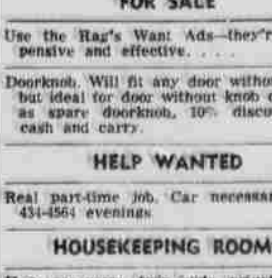 FOR SALE
Use the Rag's Want Ads—they'r
pensive and effective. . . . .
Doorknob. Will fit any door witho
but ideal for door without knob
as spare doorknob, 10% disco
cash and carry.
HELP WANTED
Real part-time job. Car necessar
434-4564 evenings
HOUSEKEEPING ROOM